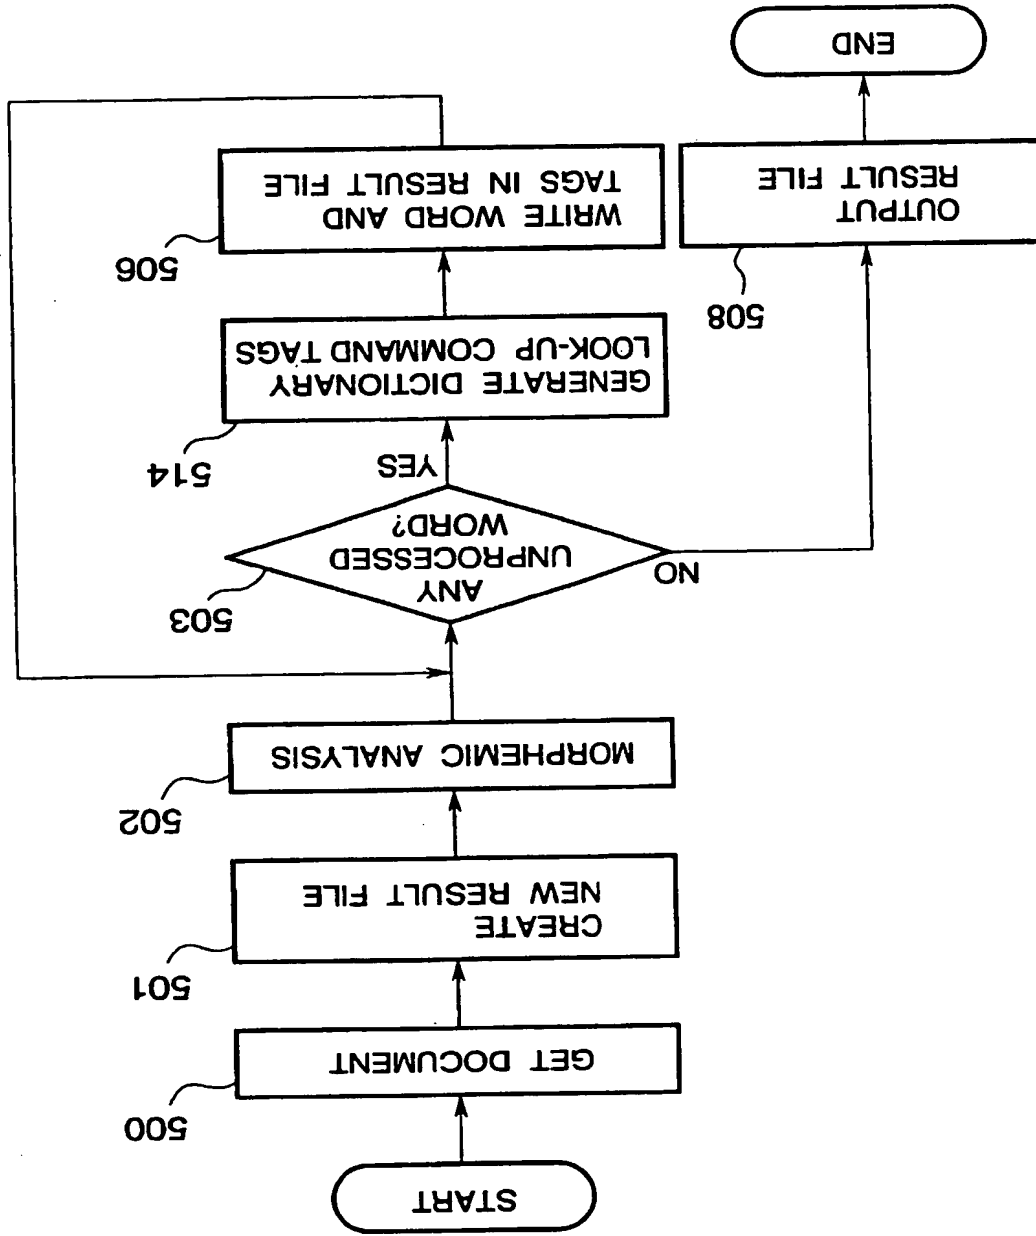 START
GET DOCUMENT
500
CREATE
NEW RESULT FILE
501
MORPHEMIC ANALYSIS
502
ANY
UNPROCESSED
WORD?
503
NO
YES
GENERATE DICTIONARY
LOOK-UP COMMAND TAGS
514
WRITE WORD AND
TAGS IN RESULT FILE
506
OUTPUT
RESULT FILE
508
END